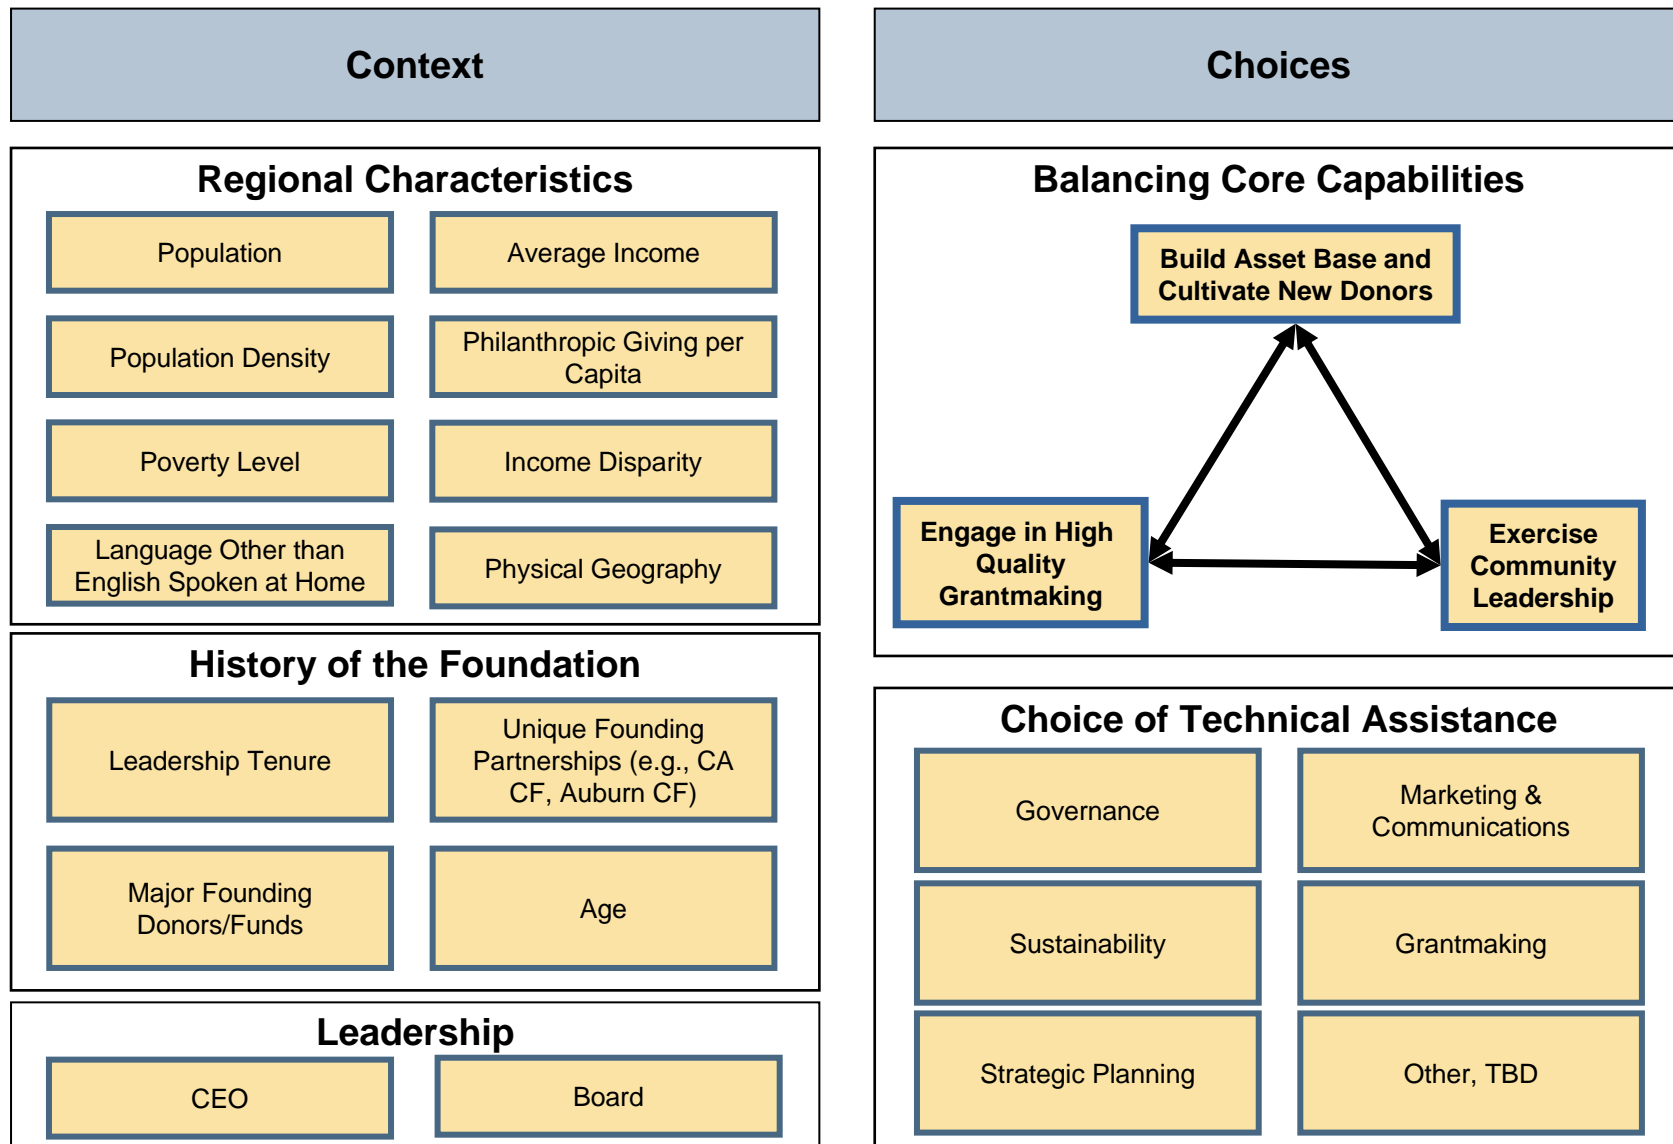 Context
Regional Characteristics
Population
Average Income
Population Density
Philanthropic Giving per
Capita
Poverty Level
Income Disparity
Language Other than
English Spoken at Home
Physical Geography
History of the Foundation
Leadership Tenure
Unique Founding
Partnerships (e.g., CA
CF, Auburn CF)
Major Founding
Donors/Funds
Age
Leadership
CEO
Board
Choices
Balancing Core Capabilities
Build Asset Base and
Cultivate New Donors
Engage in High
Quality
Grantmaking
Exercise
Community
Leadership
Choice of Technical Assistance
Governance
Marketing &
Communications
Sustainability
Grantmaking
Strategic Planning
Other, TBD